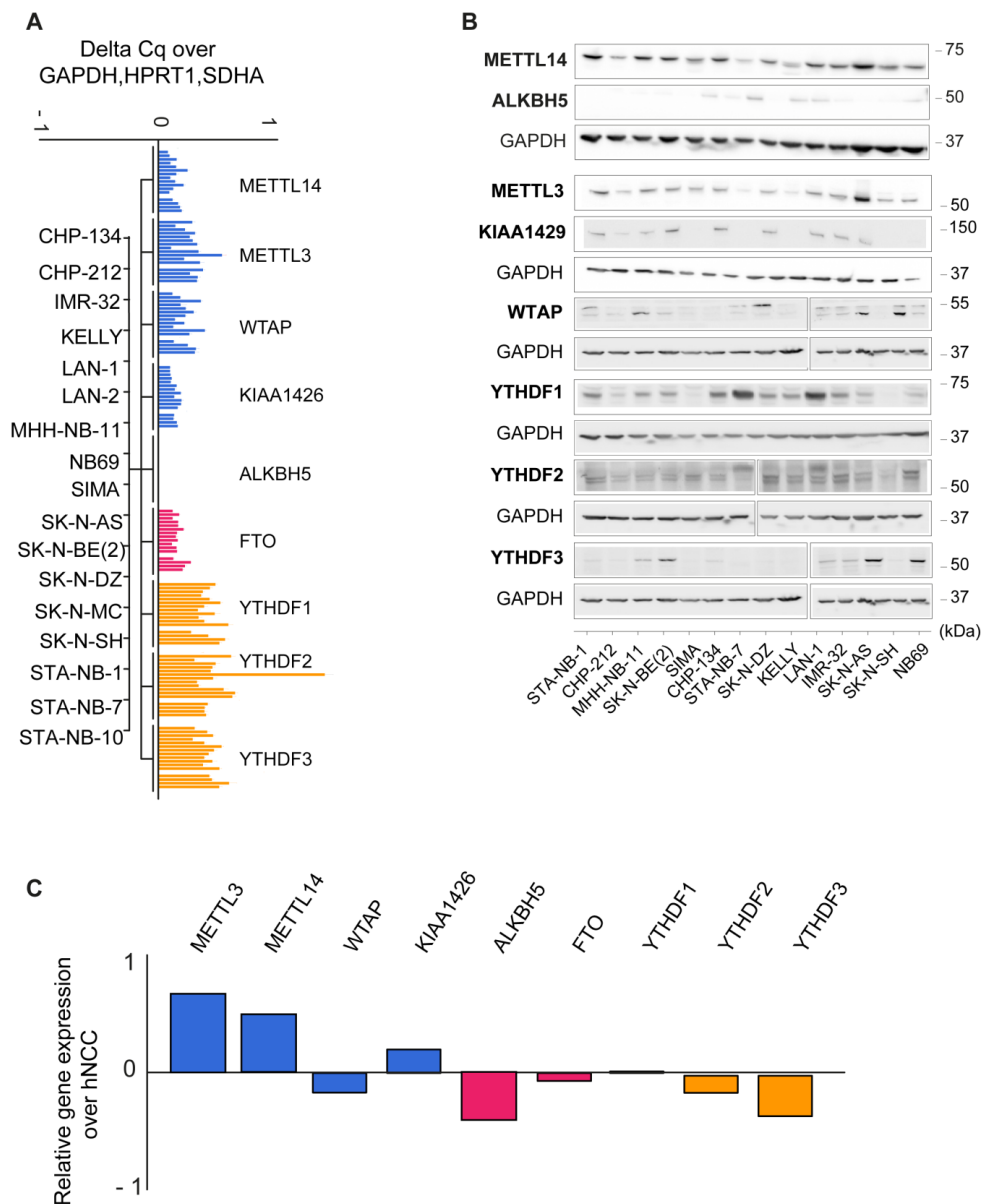 A
Delta Cq over
GAPDH,HPRT1,SDHA
- 1
0
1
METTL14
METTL3
WTAP
KIAA1426
ALKBH5
FTO
YTHDF1
YTHDF2
YTHDF3
CHP-134
CHP-212
IMR-32
KELLY
LAN-1
LAN-2
MHH-NB-11
NB69
SIMA
SK-N-AS
SK-N-BE(2)
SK-N-DZ
SK-N-MC
SK-N-SH
STA-NB-1
STA-NB-7
STA-NB-10
B
METTL14
- 75
ALKBH5
- 50
GAPDH
- 37
METTL3
50
KIAA1429
- 150
GAPDH
- 37
WTAP
- 55
GAPDH
- 37
YTHDF1
- 75
GAPDH
- 37
YTHDF2
- 50
GAPDH
- 37
YTHDF3
- 50
GAPDH
- 37
(kDa)
STA-NB-1
CHP-212
MHH-NB-11
SK-N-BE(2)
SIMA
CHP-134
STA-NB-7
SK-N-DZ
KELLY
LAN-1
IMR-32
SK-N-AS
SK-N-SH
NB69
C
METTL3
METTL14
WTAP
KIAA1426
ALKBH5
FTO
YTHDF1
YTHDF2
YTHDF3
Relative gene expression
over hNCC
1
0
- 1